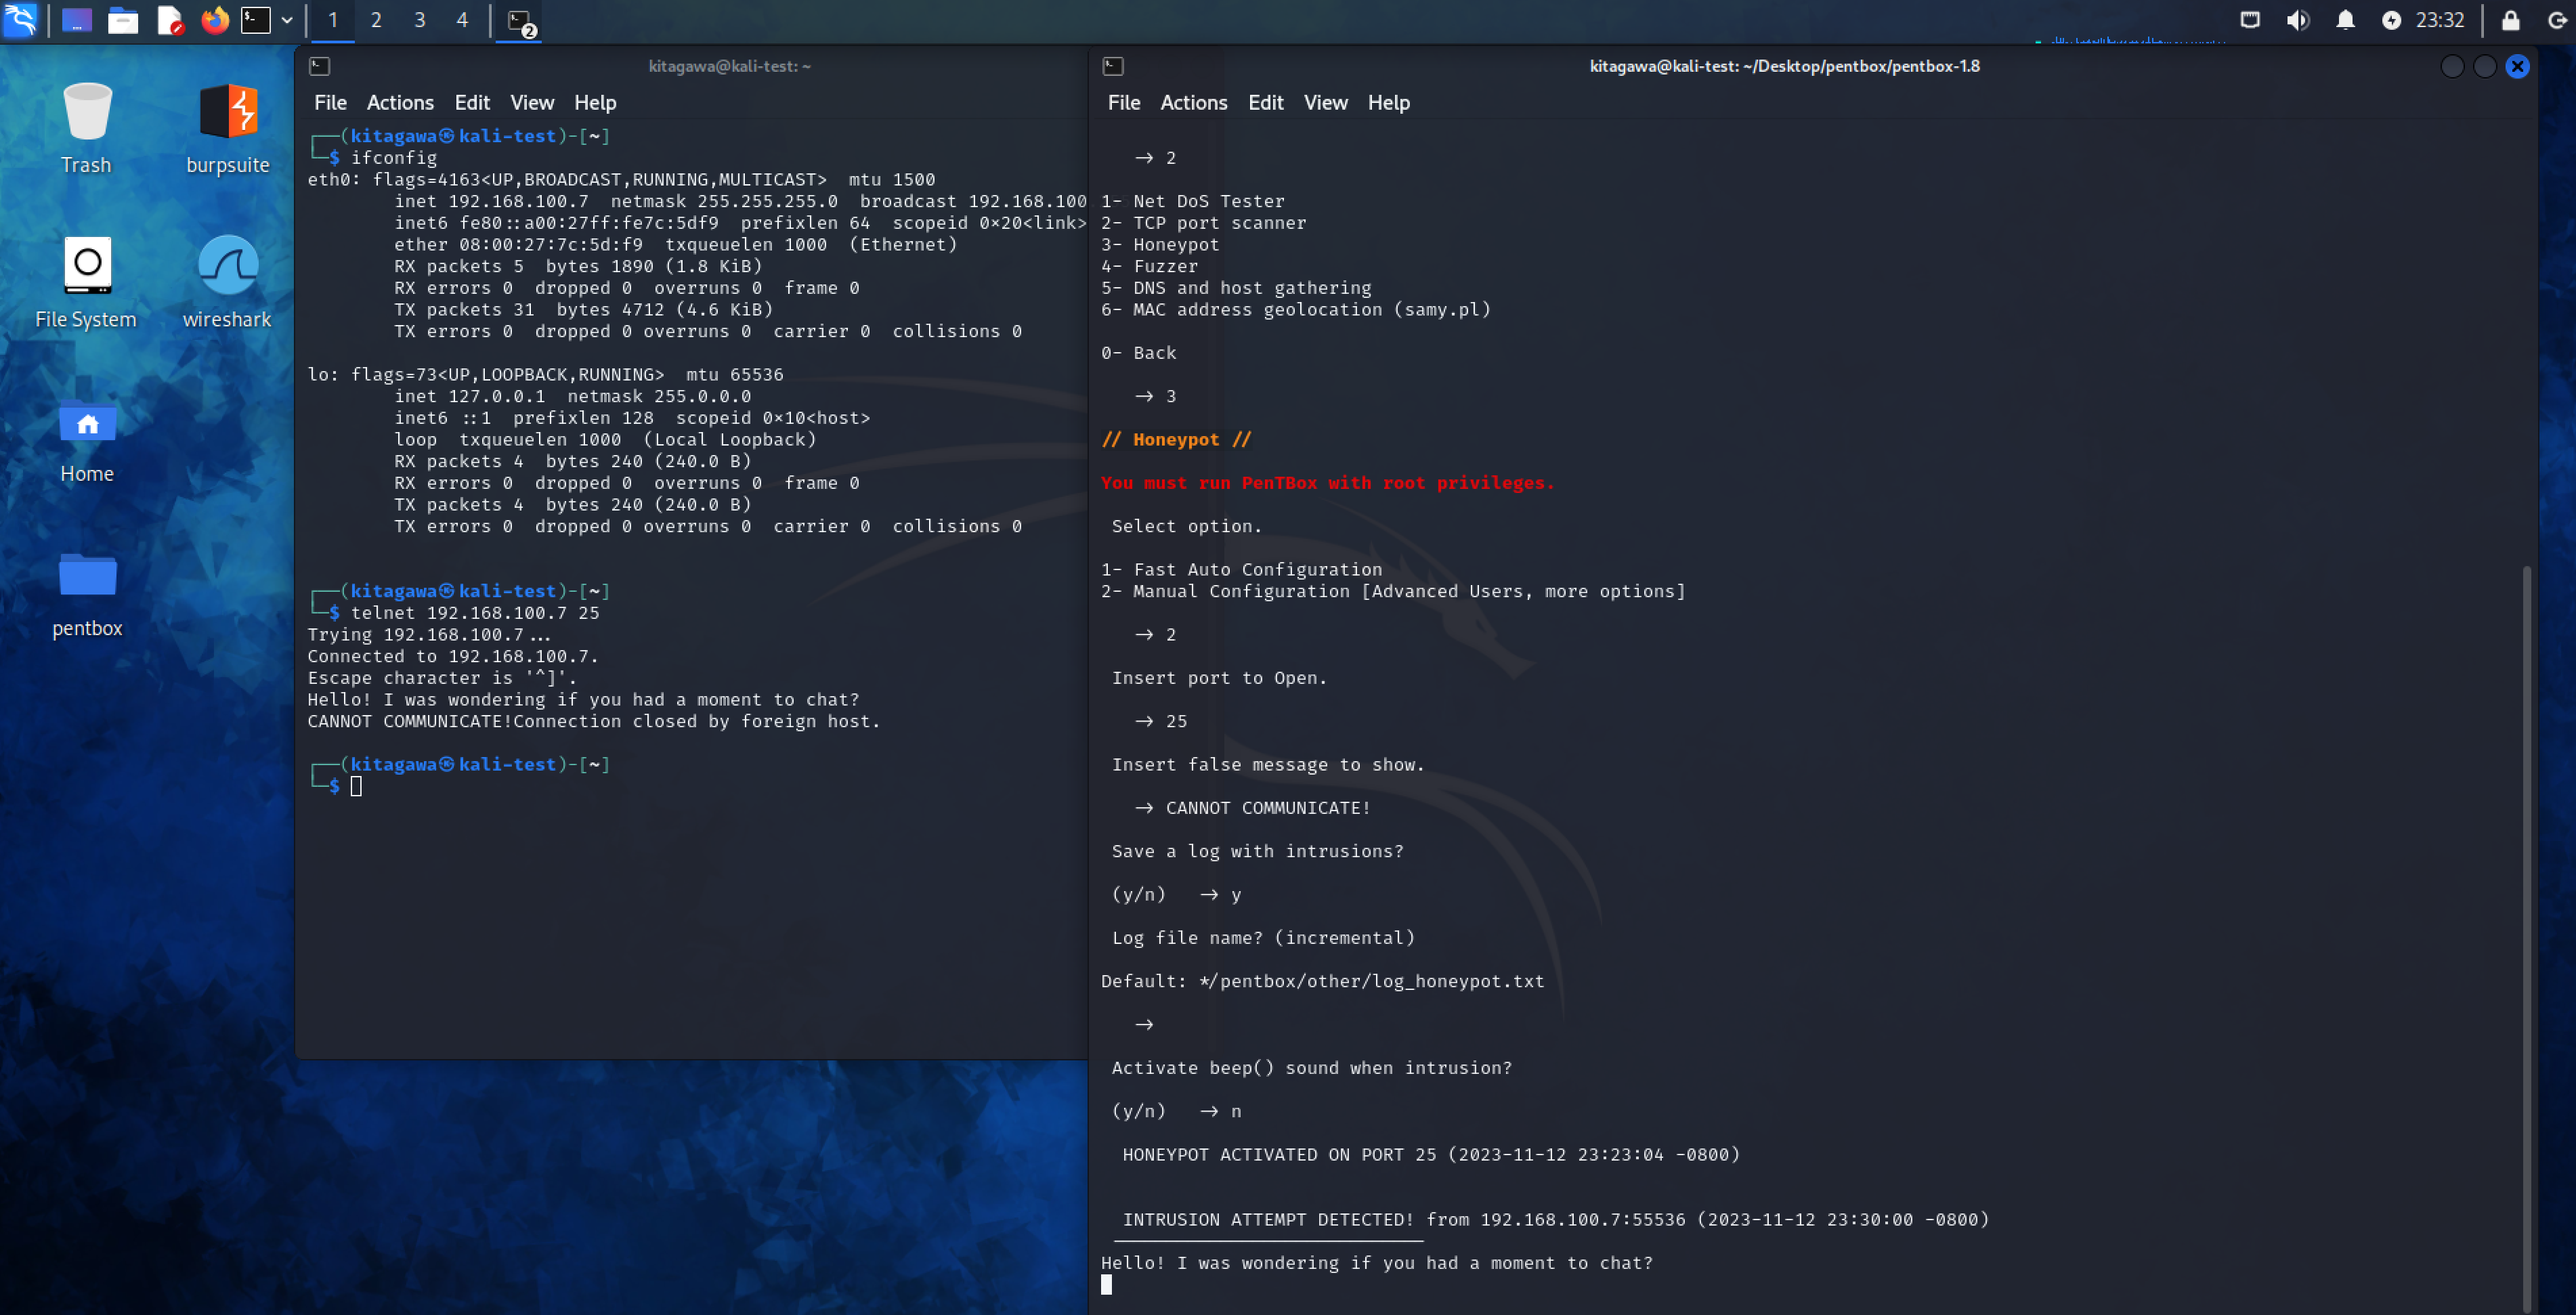 1 2 3 4 2 23:32
Trash
burpsuite
File System
wireshark
Home
pentbox
kitagawa@kali-test: ~
File Actions Edit View Help
┌──(kitagawa㉿kali-test)-[~]
└─$ ifconfig
eth0: flags=4163<UP,BROADCAST,RUNNING,MULTICAST>  mtu 1500
        inet 192.168.100.7  netmask 255.255.255.0  broadcast 192.168.100
        inet6 fe80::a00:27ff:fe7c:5df9  prefixlen 64  scopeid 0×20<link>
        ether 08:00:27:7c:5d:f9  txqueuelen 1000  (Ethernet)
        RX packets 5  bytes 1890 (1.8 KiB)
        RX errors 0  dropped 0  overruns 0  frame 0
        TX packets 31  bytes 4712 (4.6 KiB)
        TX errors 0  dropped 0 overruns 0  carrier 0  collisions 0
lo: flags=73<UP,LOOPBACK,RUNNING>  mtu 65536
        inet 127.0.0.1  netmask 255.0.0.0
        inet6 ::1  prefixlen 128  scopeid 0×10<host>
        loop  txqueuelen 1000  (Local Loopback)
        RX packets 4  bytes 240 (240.0 B)
        RX errors 0  dropped 0  overruns 0  frame 0
        TX packets 4  bytes 240 (240.0 B)
        TX errors 0  dropped 0 overruns 0  carrier 0  collisions 0
┌──(kitagawa㉿kali-test)-[~]
└─$ telnet 192.168.100.7 25
Trying 192.168.100.7...
Connected to 192.168.100.7.
Escape character is '^]'.
Hello! I was wondering if you had a moment to chat?
CANNOT COMMUNICATE!Connection closed by foreign host.
┌──(kitagawa㉿kali-test)-[~]
└─$
kitagawa@kali-test: ~/Desktop/pentbox/pentbox-1.8
File Actions Edit View Help
→ 2
1- Net DoS Tester
2- TCP port scanner
3- Honeypot
4- Fuzzer
5- DNS and host gathering
6- MAC address geolocation (samy.pl)
0- Back
→ 3
// Honeypot //
You must run PenTBox with root privileges.
Select option.
1- Fast Auto Configuration
2- Manual Configuration [Advanced Users, more options]
→ 2
Insert port to Open.
→ 25
Insert false message to show.
→ CANNOT COMMUNICATE!
Save a log with intrusions?
(y/n)   → y
Log file name? (incremental)
Default: */pentbox/other/log_honeypot.txt
→
Activate beep() sound when intrusion?
(y/n)   → n
HONEYPOT ACTIVATED ON PORT 25 (2023-11-12 23:23:04 -0800)
INTRUSION ATTEMPT DETECTED! from 192.168.100.7:55536 (2023-11-12 23:30:00 -0800)
Hello! I was wondering if you had a moment to chat?